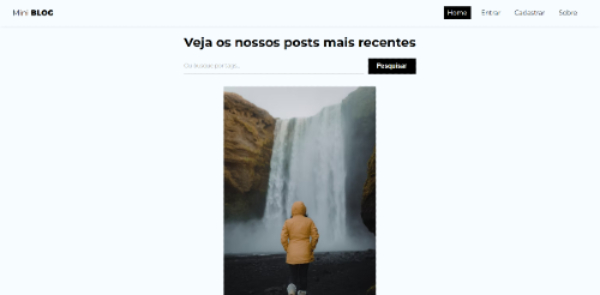 Mini BLOG
Home Entrar Cadastrar Sobre
Veja os nossos posts mais recentes
Ou busque por tags...
Pesquisar